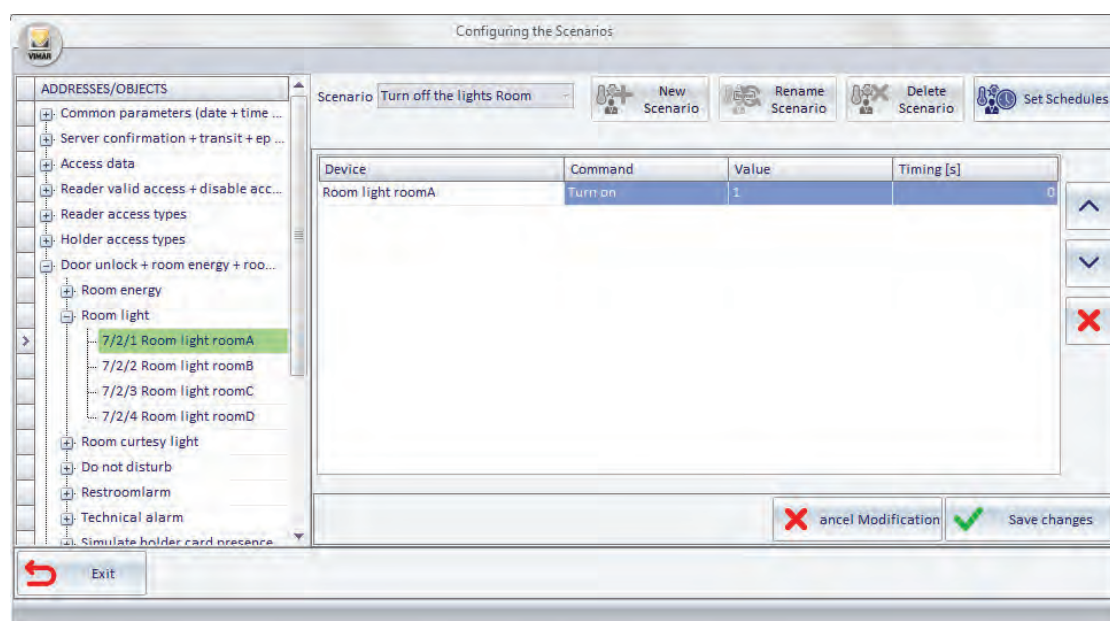 Configuring the Scenarios
VIMAR
ADDRESSES/OBJECTS
Common parameters (date + time ...
Server confirmation + transit + ep ...
Access data
Reader valid access + disable acc...
Reader access types
Holder access types
Door unlock + room energy + roo...
Room energy
Room light
7/2/1 Room light roomA
7/2/2 Room light roomB
7/2/3 Room light roomC
7/2/4 Room light roomD
Room curtesy light
Do not disturb
Restroomlarm
Technical alarm
Simulate holder card presence
Scenario Turn off the lights Room
New
Scenario
Rename
Scenario
Delete
Scenario
Set Schedules
Device Command Value Timing [s]
Room light roomA Turn on 1 0
ancel Modification
Save changes
Exit